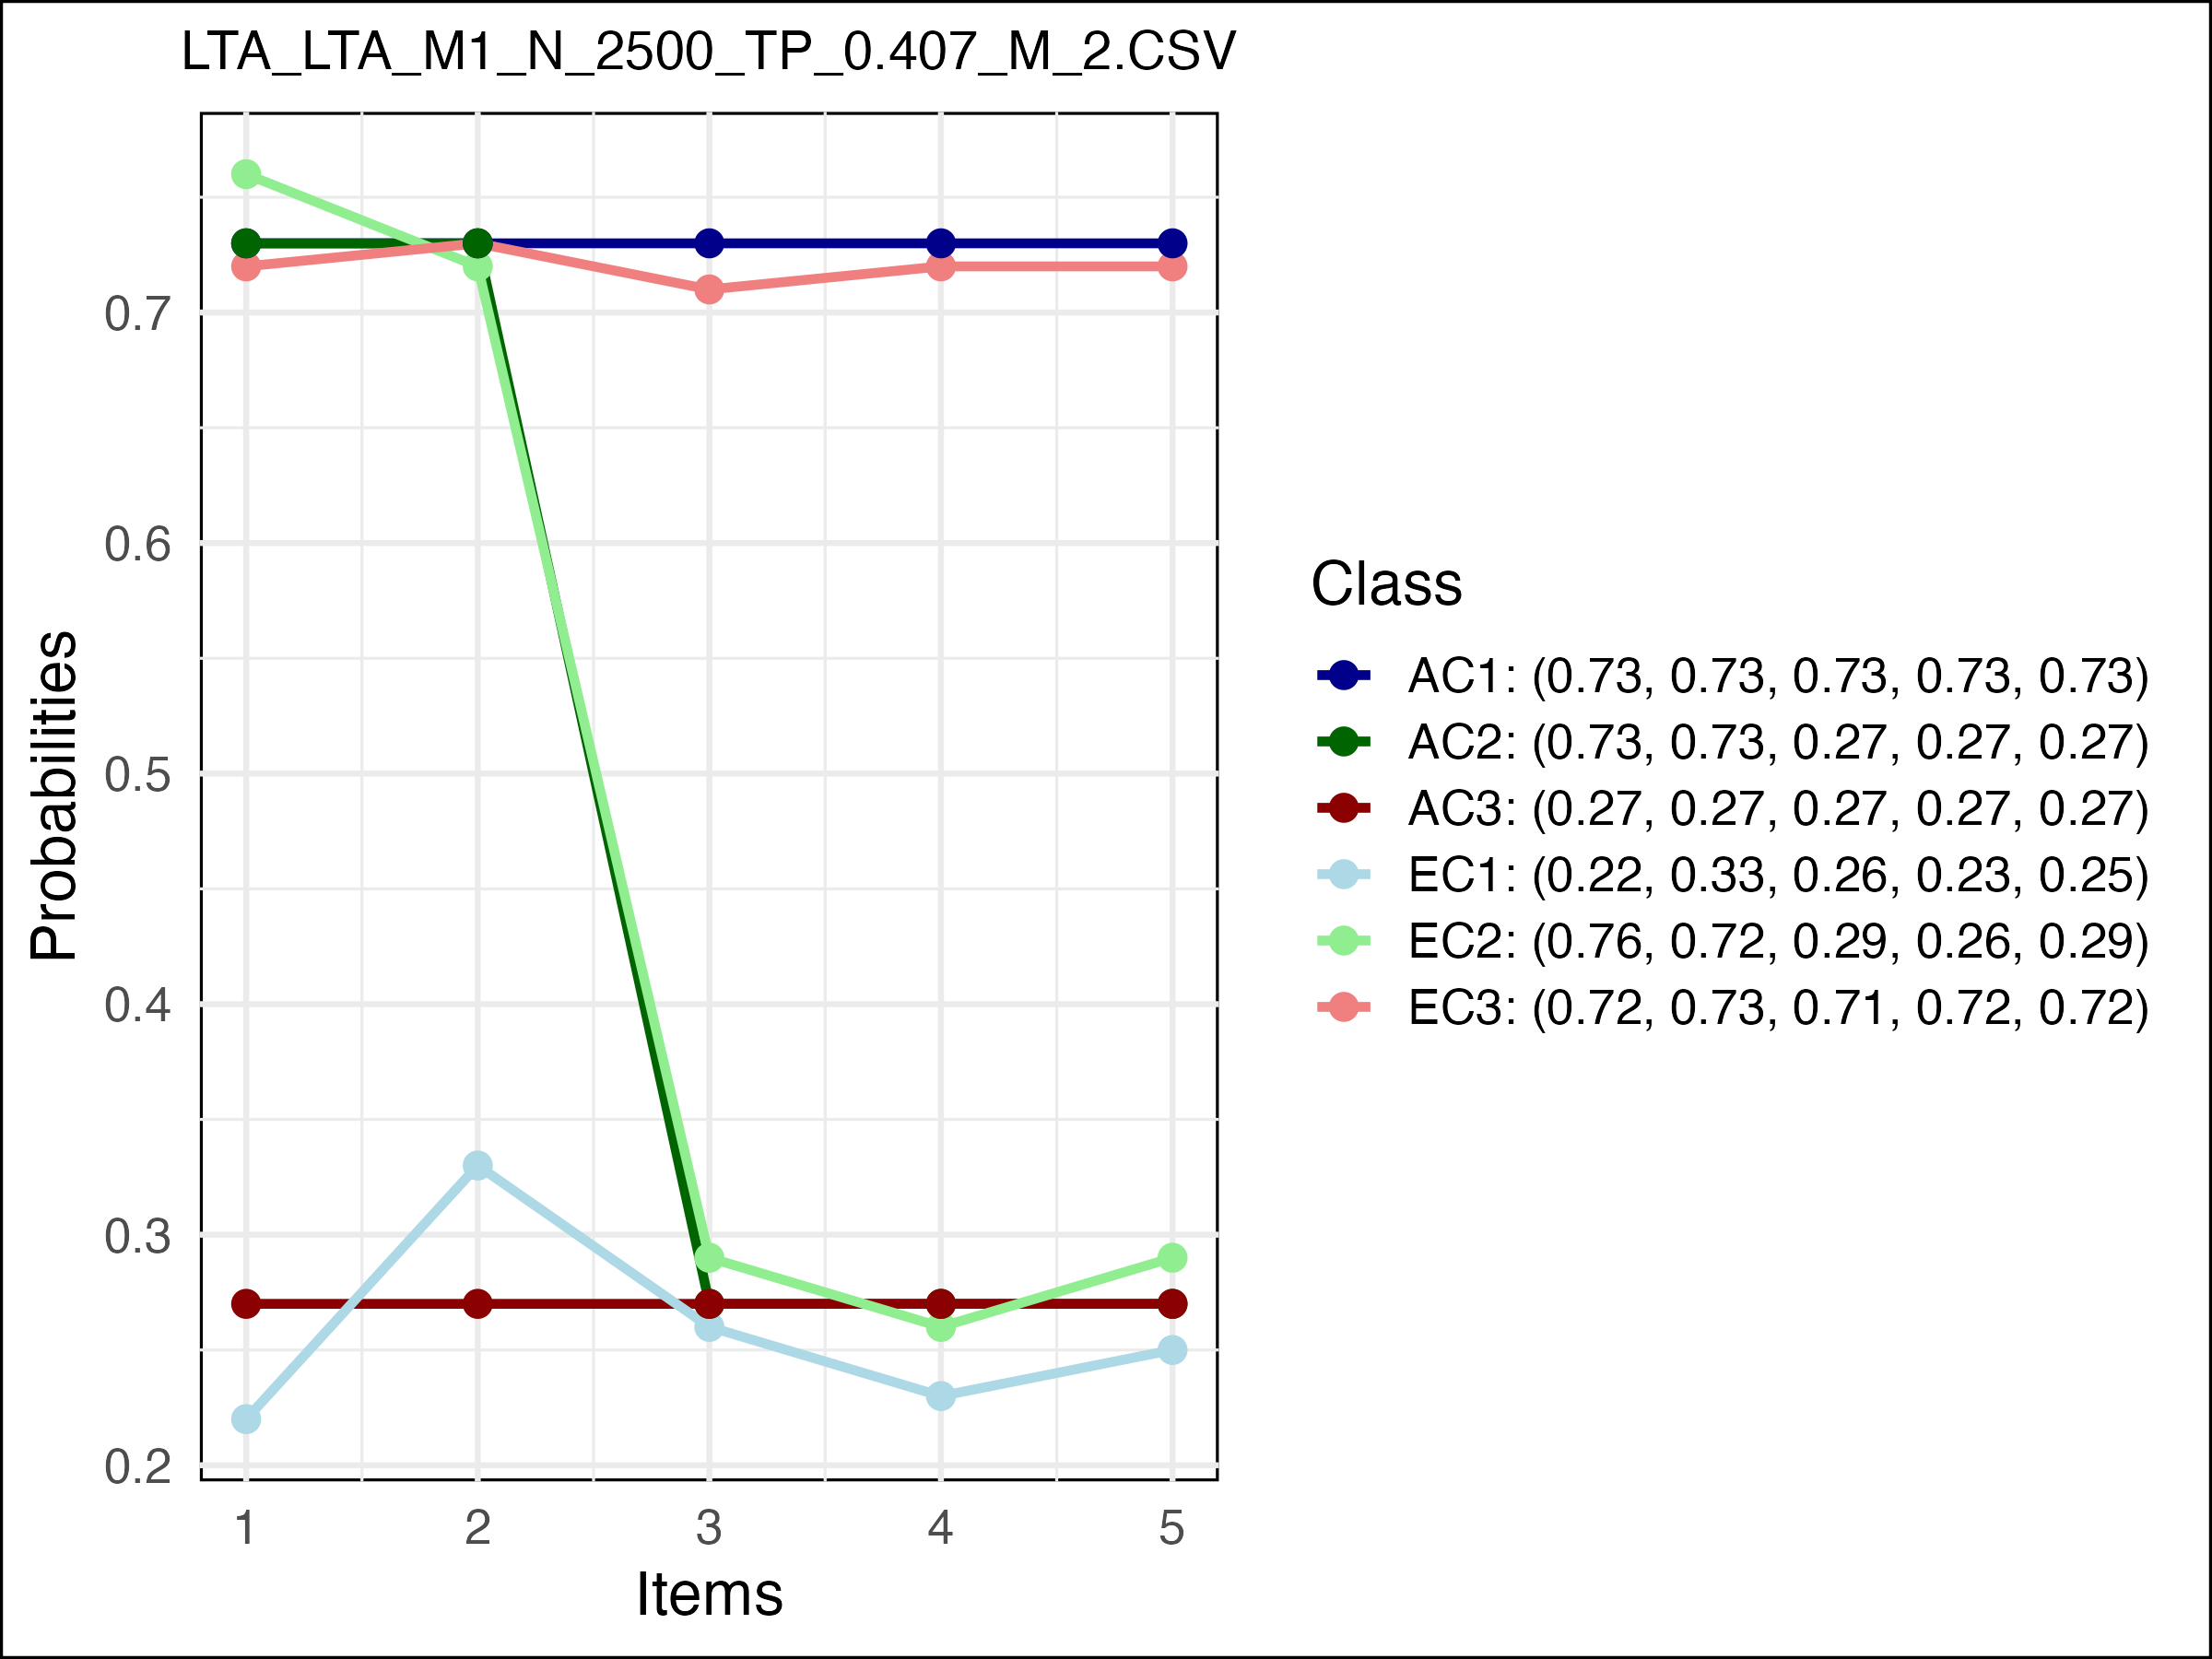 LTA_LTA_M1_N_2500_TP_0.407_M_2.CSV
Probabilities
0.7
0.6
0.5
0.4
0.3
0.2
1 2 3 4 5
Items
Class
AC1: (0.73, 0.73, 0.73, 0.73, 0.73)
AC2: (0.73, 0.73, 0.27, 0.27, 0.27)
AC3: (0.27, 0.27, 0.27, 0.27, 0.27)
EC1: (0.22, 0.33, 0.26, 0.23, 0.25)
EC2: (0.76, 0.72, 0.29, 0.26, 0.29)
EC3: (0.72, 0.73, 0.71, 0.72, 0.72)